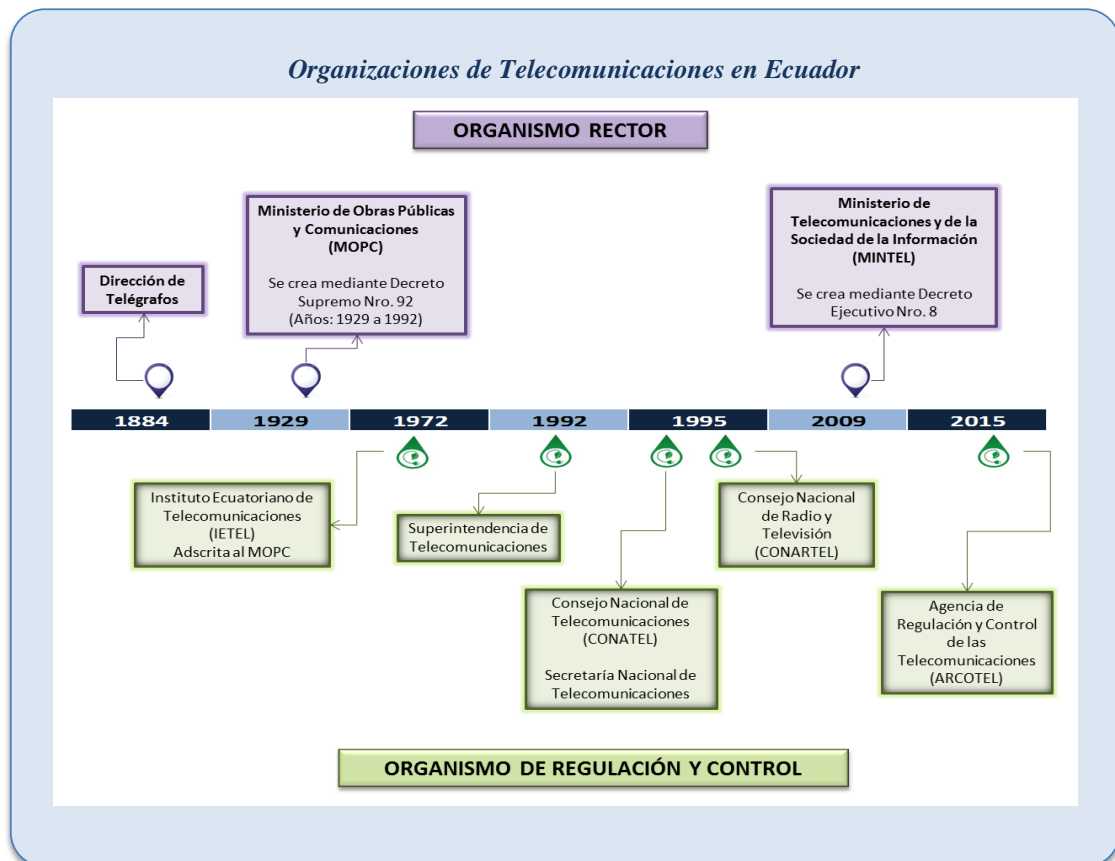 Organizaciones de Telecomunicaciones en Ecuador
ORGANISMO RECTOR
Dirección de
Telégrafos
Ministerio de Obras Públicas
y Comunicaciones
(MOPC)
Se crea mediante Decreto
Supremo Nro. 92
(Años: 1929 a 1992)
Ministerio de
Telecomunicaciones y de la
Sociedad de la Información
(MINTEL)
Se crea mediante Decreto
Ejecutivo Nro. 8
1884
1929
1972
1992
1995
2009
2015
Instituto Ecuatoriano de
Telecomunicaciones
(IETEL)
Adscrita al MOPC
Superintendencia de
Telecomunicaciones
Consejo Nacional de
Telecomunicaciones
(CONATEL)
Secretaría Nacional de
Telecomunicaciones
Consejo Nacional
de Radio y
Televisión
(CONARTEL)
Agencia de
Regulación y Control
de las
Telecomunicaciones
(ARCOTEL)
ORGANISMO DE REGULACIÓN Y CONTROL